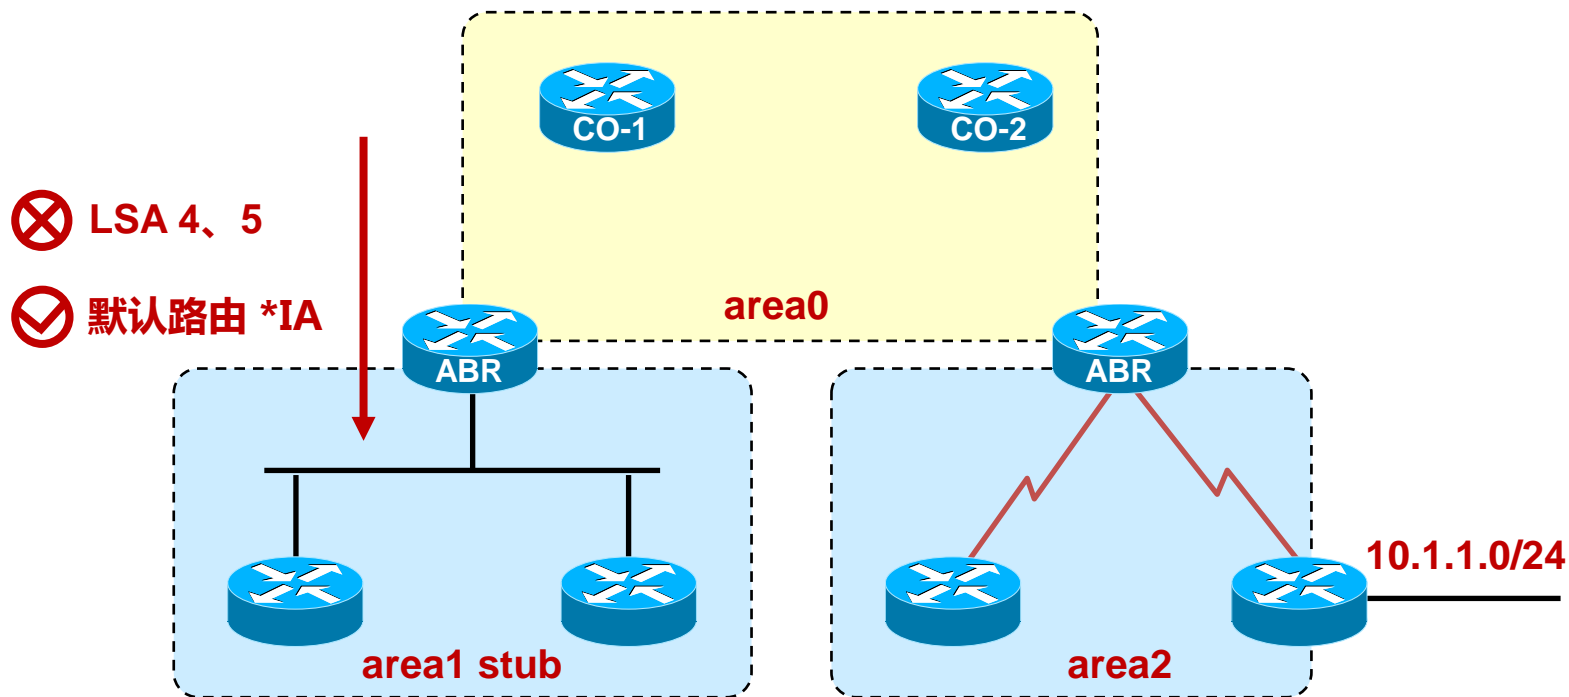 CO-1
CO-2
LSA 4、5
默认路由 *IA
area0
ABR
ABR
10.1.1.0/24
area1 stub
area2